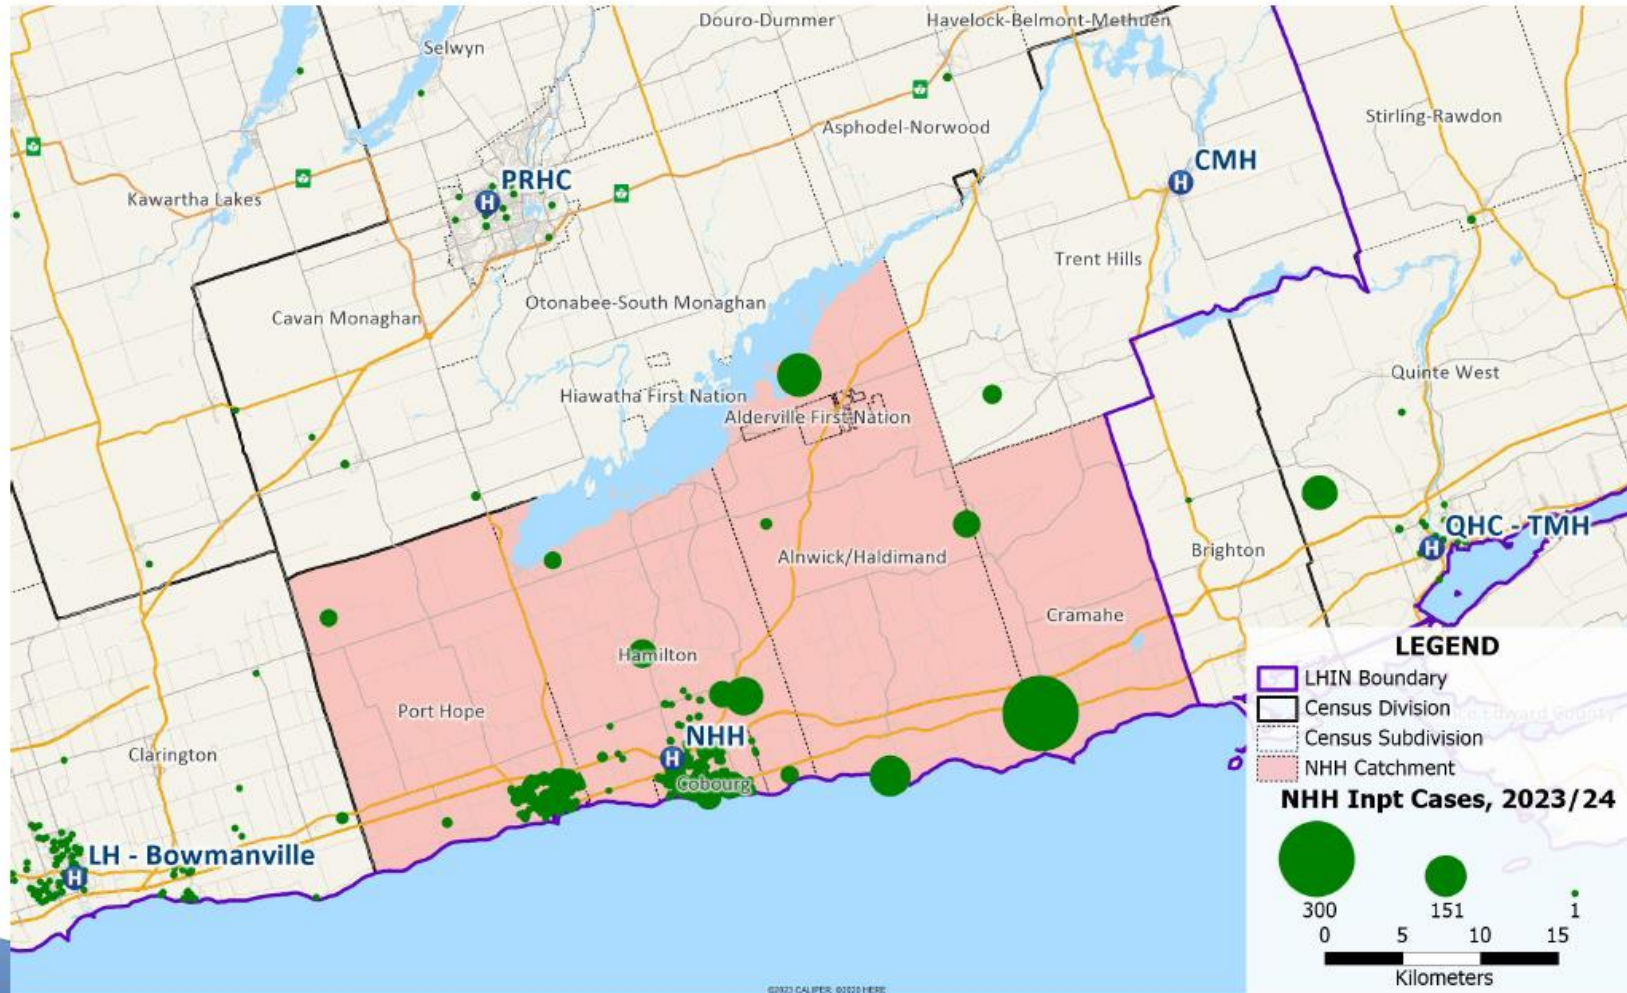 Douro-Dummer
Havelock-Belmont-Methuen
Selwyn
Stirling-Rawdon
Asphodel-Norwood
CMH
PRHC
Kawartha Lakes
Trent Hills
Otonabee-South Monaghan
Cavan Monaghan
Quinte West
Hiawatha First Nation
Alderville First Nation
QHC - TMH
Brighton
Alnwick/Haldimand
Cramahe
Hamilton
Port Hope
NHH
Clarington
Cobourg
LH - Bowmanville
LEGEND
LHIN Boundary
Census Division
Census Subdivision
NHH Catchment
NHH Inpt Cases, 2023/24
300 151 1
0 5 10 15
Kilometers
H
H
H
H
H